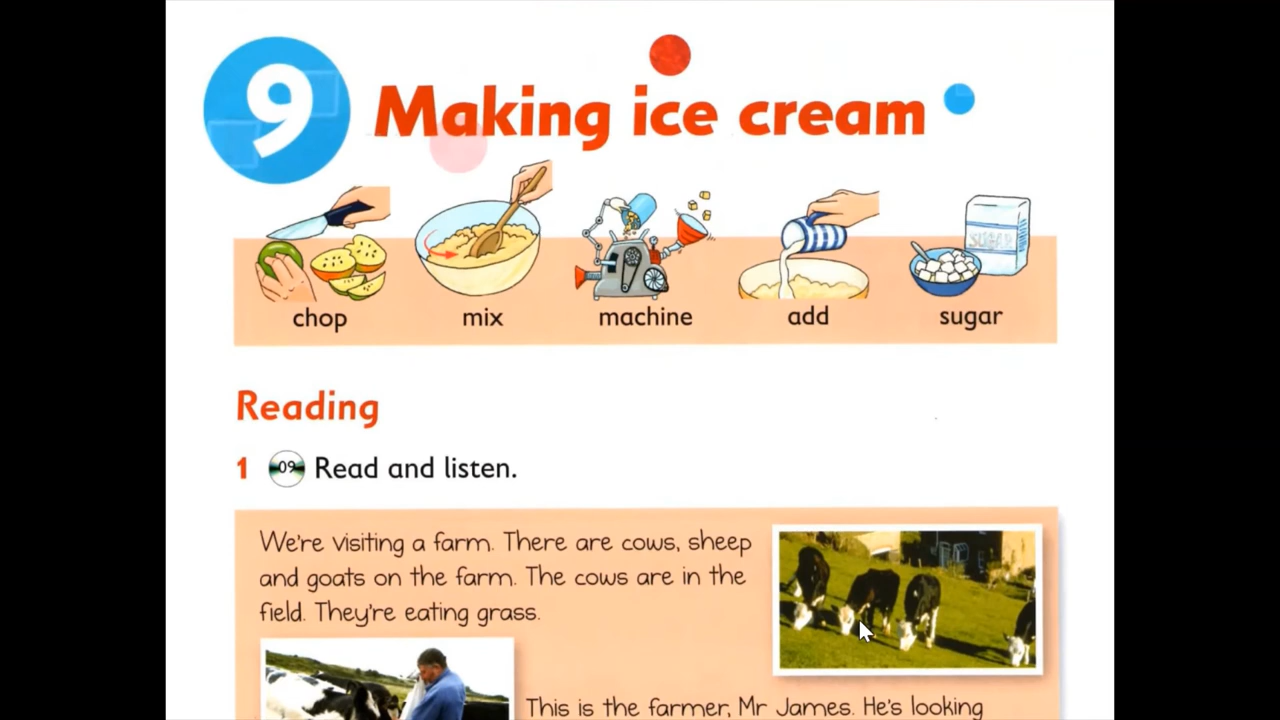 9
Making ice cream
SUGAR
chop mix machine add sugar
Reading
1 09 Read and listen.
We're visiting a farm. There are cows, sheep
and goats on the farm. The cows are in the
field. They're eating grass.
This is the farmer, Mr James. He's looking